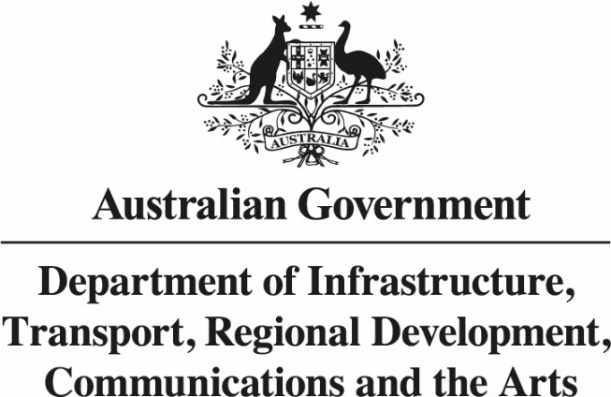 AUSTRALIA
Australian Government
Department of Infrastructure,
Transport, Regional Development,
Communications and the Arts